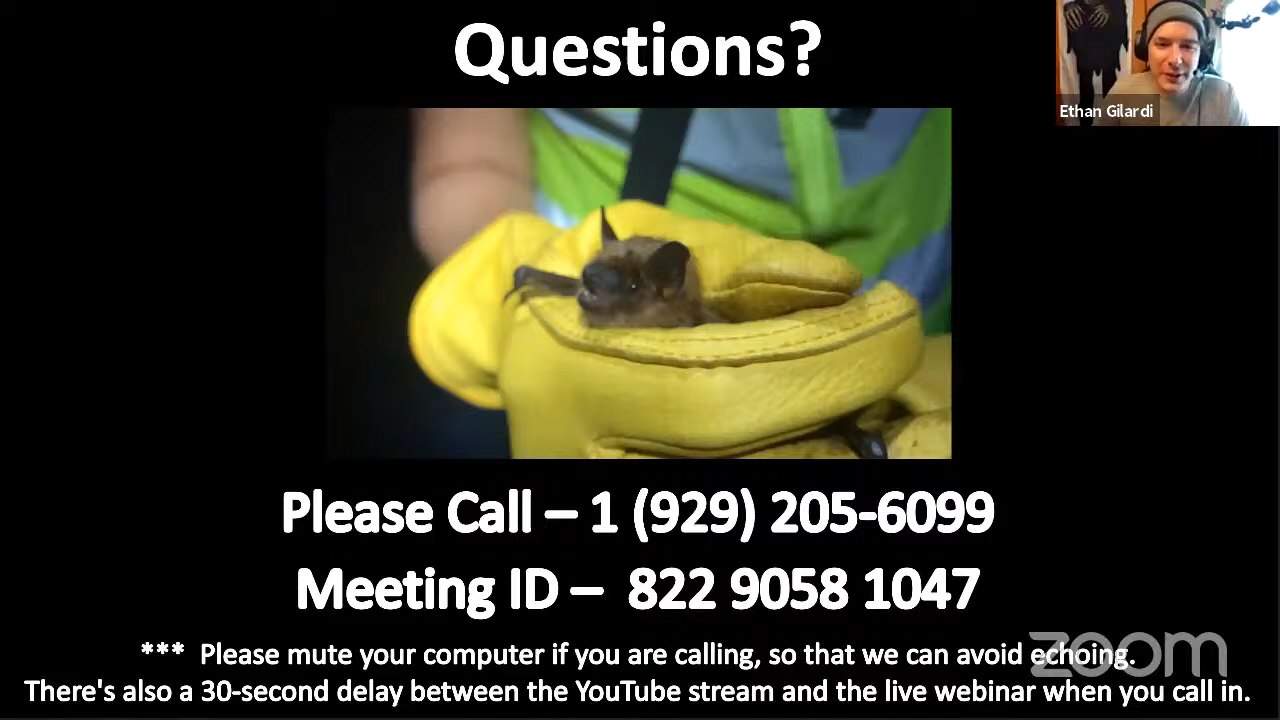 Questions?
Ethan Gilardi
Please Call – 1 (929) 205-6099
Meeting ID – 822 9058 1047
*** Please mute your computer if you are calling, so that we can avoid echoing.
zoom
There's also a 30-second delay between the YouTube stream and the live webinar when you call in.